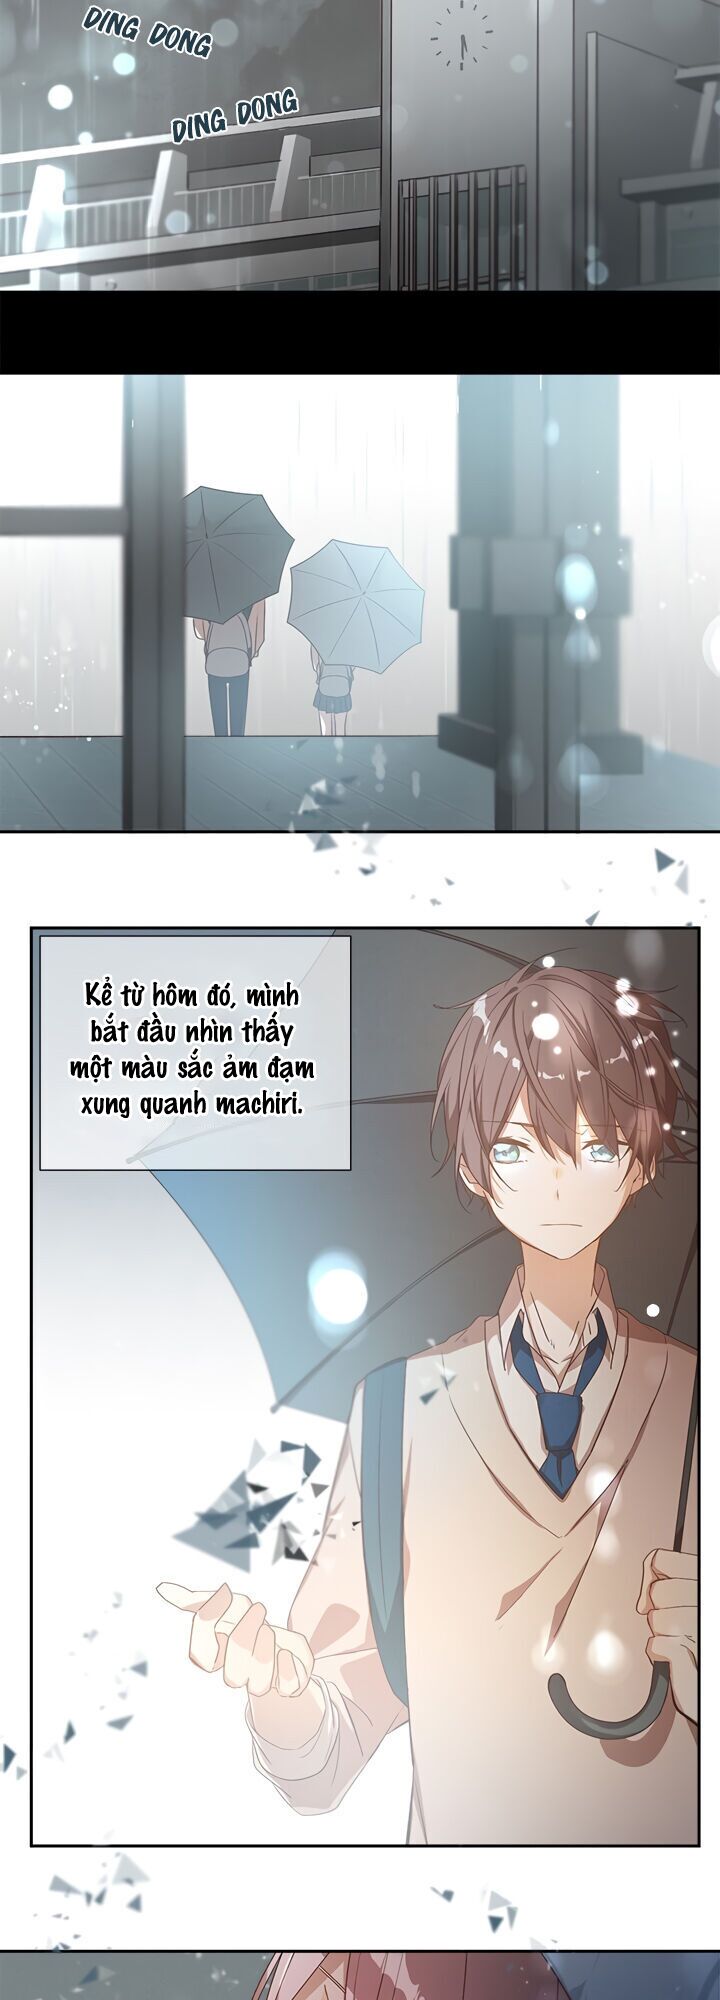 DING DONG
DING DONG
Kể từ hôm đó, mình
bắt đầu nhìn thấy
một màu sắc ảm đạm
xung quanh machiri.